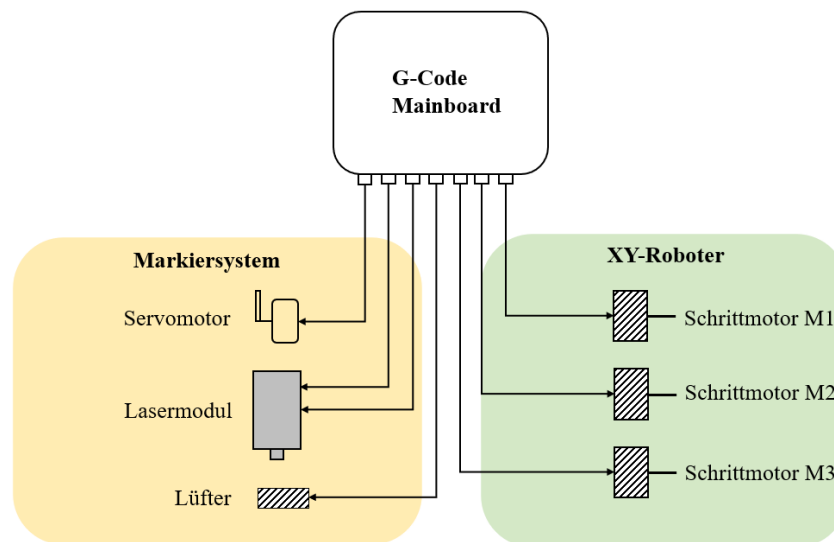 G-Code
Mainboard
Markiersystem
XY-Roboter
Servomotor
Schrittmotor M1
Lasermodul
Schrittmotor M2
Lüfter
Schrittmotor M3